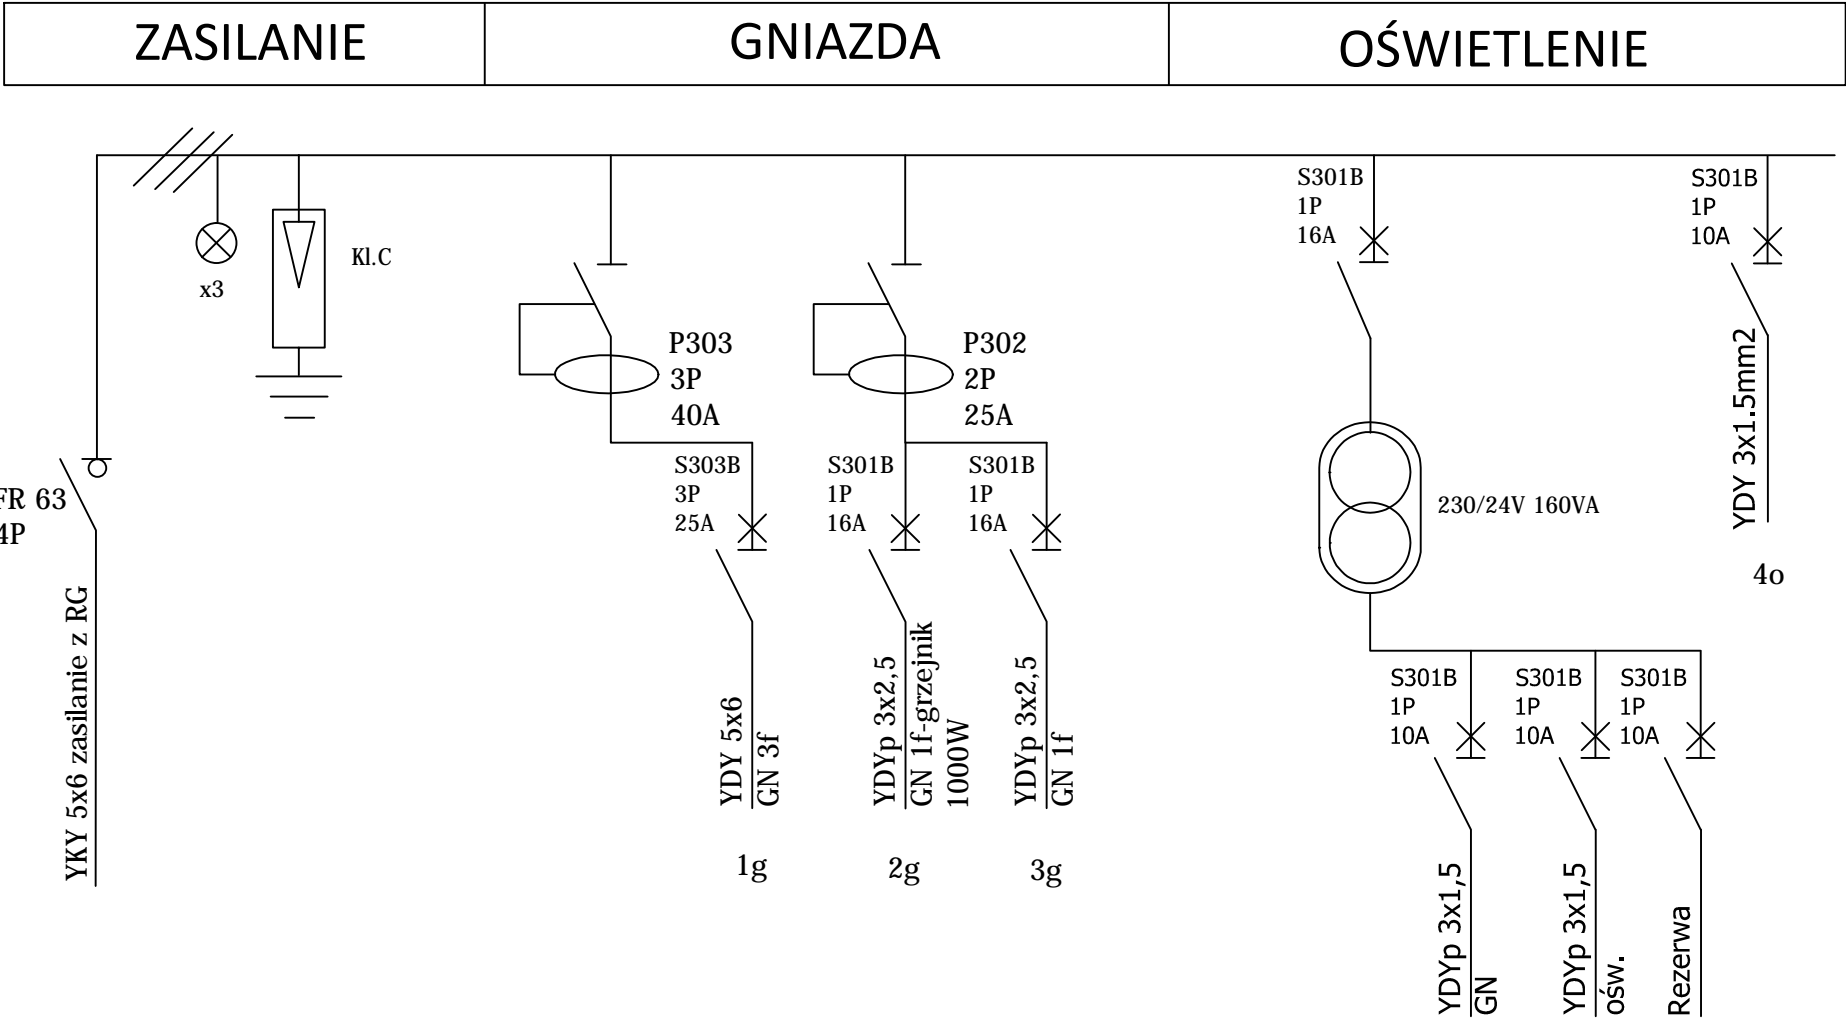 ZASILANIE
GNIAZDA
OŚWIETLENIE
x3
Kl.C
FR 63
4P
YKY 5x6 zasilanie z RG
P303
3P
40A
P302
2P
25A
S303B
3P
25A
S301B
1P
16A
S301B
1P
16A
YDY 5x6
GN 3f
YDYp 3x2,5
GN 1f-grzejnik
1000W
YDYp 3x2,5
GN 1f
1g
2g
3g
S301B
1P
16A
S301B
1P
10A
230/24V 160VA
YDY 3x1.5mm2
4o
S301B
1P
10A
S301B
1P
10A
S301B
1P
10A
YDYp 3x1,5
GN
YDYp 3x1,5
ośw.
Rezerwa